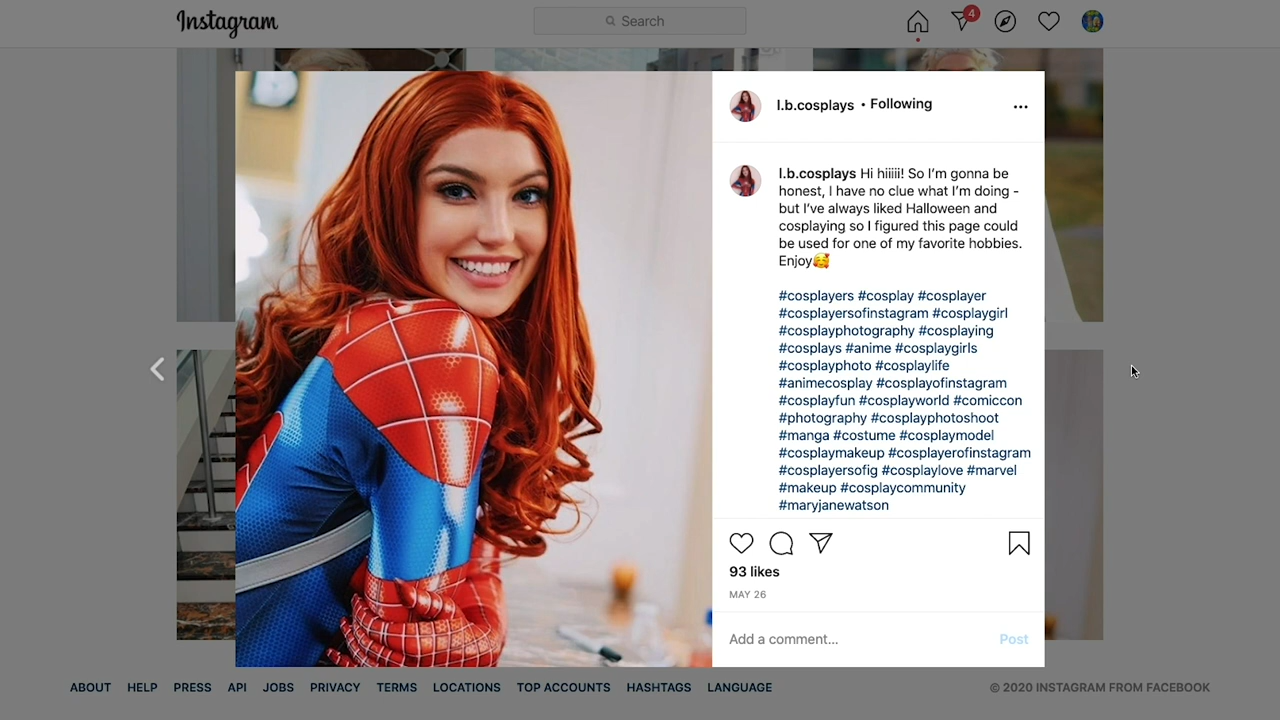 Instagram
Search
4
l.b.cosplays • Following
l.b.cosplays Hi hiiiii! So I’m gonna be
honest, I have no clue what I’m doing -
but I’ve always liked Halloween and
cosplaying so I figured this page could
be used for one of my favorite hobbies.
Enjoy🥰
#cosplayers #cosplay #cosplayer
#cosplayersofinstagram #cosplaygirl
#cosplayphotography #cosplaying
#cosplays #anime #cosplaygirls
#cosplayphoto #cosplaylife
#animecosplay #cosplayofinstagram
#cosplayfun #cosplayworld #comiccon
#photography #cosplayphotoshoot
#manga #costume #cosplaymodel
#cosplaymakeup #cosplayerofinstagram
#cosplayersofig #cosplaylove #marvel
#makeup #cosplaycommunity
#maryjanewatson
93 likes
MAY 26
Add a comment... Post
ABOUT HELP PRESS API JOBS PRIVACY TERMS LOCATIONS TOP ACCOUNTS HASHTAGS LANGUAGE © 2020 INSTAGRAM FROM FACEBOOK